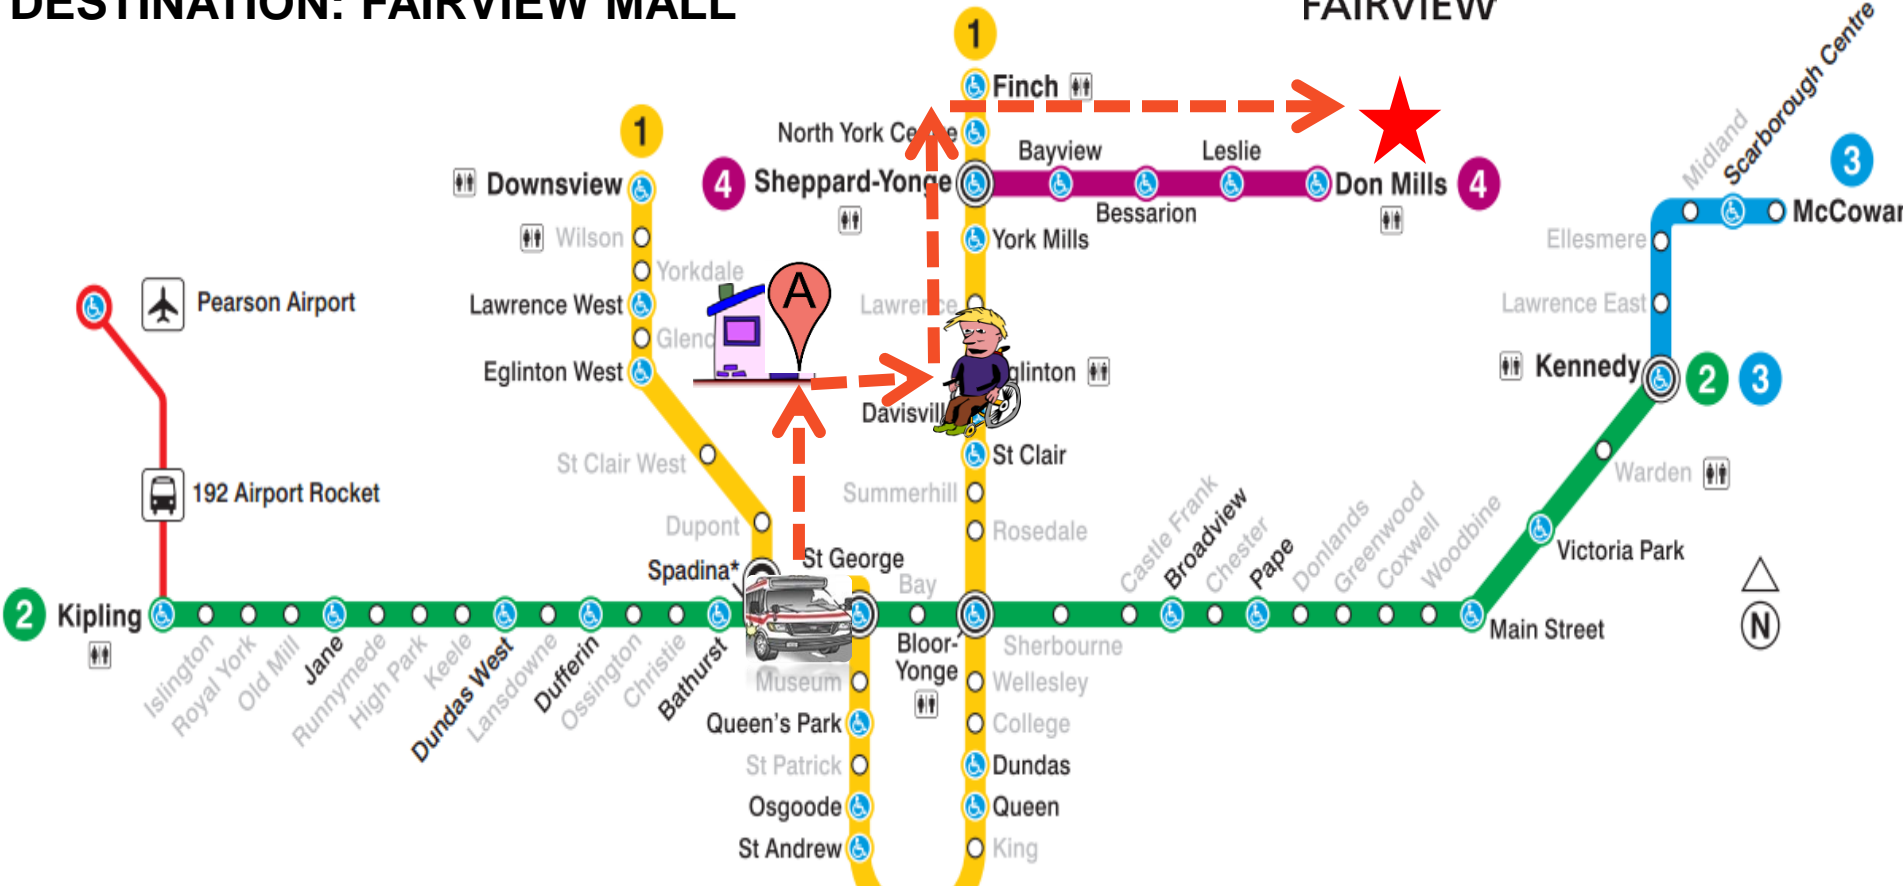 DESTINATION: FAIRVIEW MALL
FAIRVIEW
1
Finch
1
North York Ce
Bayview
Leslie
Midland
Scarborough Centre
3
Downsview
4
Sheppard-Yonge
Don Mills
4
Bessarion
McCowan
Wilson
York Mills
Ellesmere
Yorkdale
A
Pearson Airport
Lawrence West
Lawrence
Lawrence East
Glenc
Eglinton West
glinton
Kennedy
2
3
Davisvill
St Clair West
St Clair
Warden
192 Airport Rocket
Summerhill
Dupont
Rosedale
Castle Frank
Broadview
Chester
Pape
Donlands
Greenwood
Coxwell
Woodbine
Victoria Park
Spadina*
St George
Bay
2
Kipling
Main Street
N
Islington
Royal York
Old Mill
Jane
Runnymede
High Park
Keele
Dundas West
Lansdowne
Dufferin
Ossington
Christie
Bathurst
Bloor-
Yonge
Sherbourne
Museum
Wellesley
Queen's Park
College
St Patrick
Dundas
Osgoode
Queen
St Andrew
King